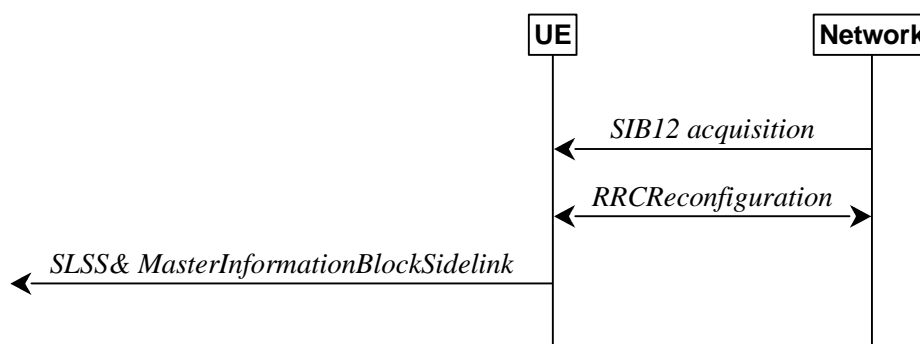 UE
Network
SIB12 acquisition
RRCReconfiguration
SLSS& MasterInformationBlockSidelink